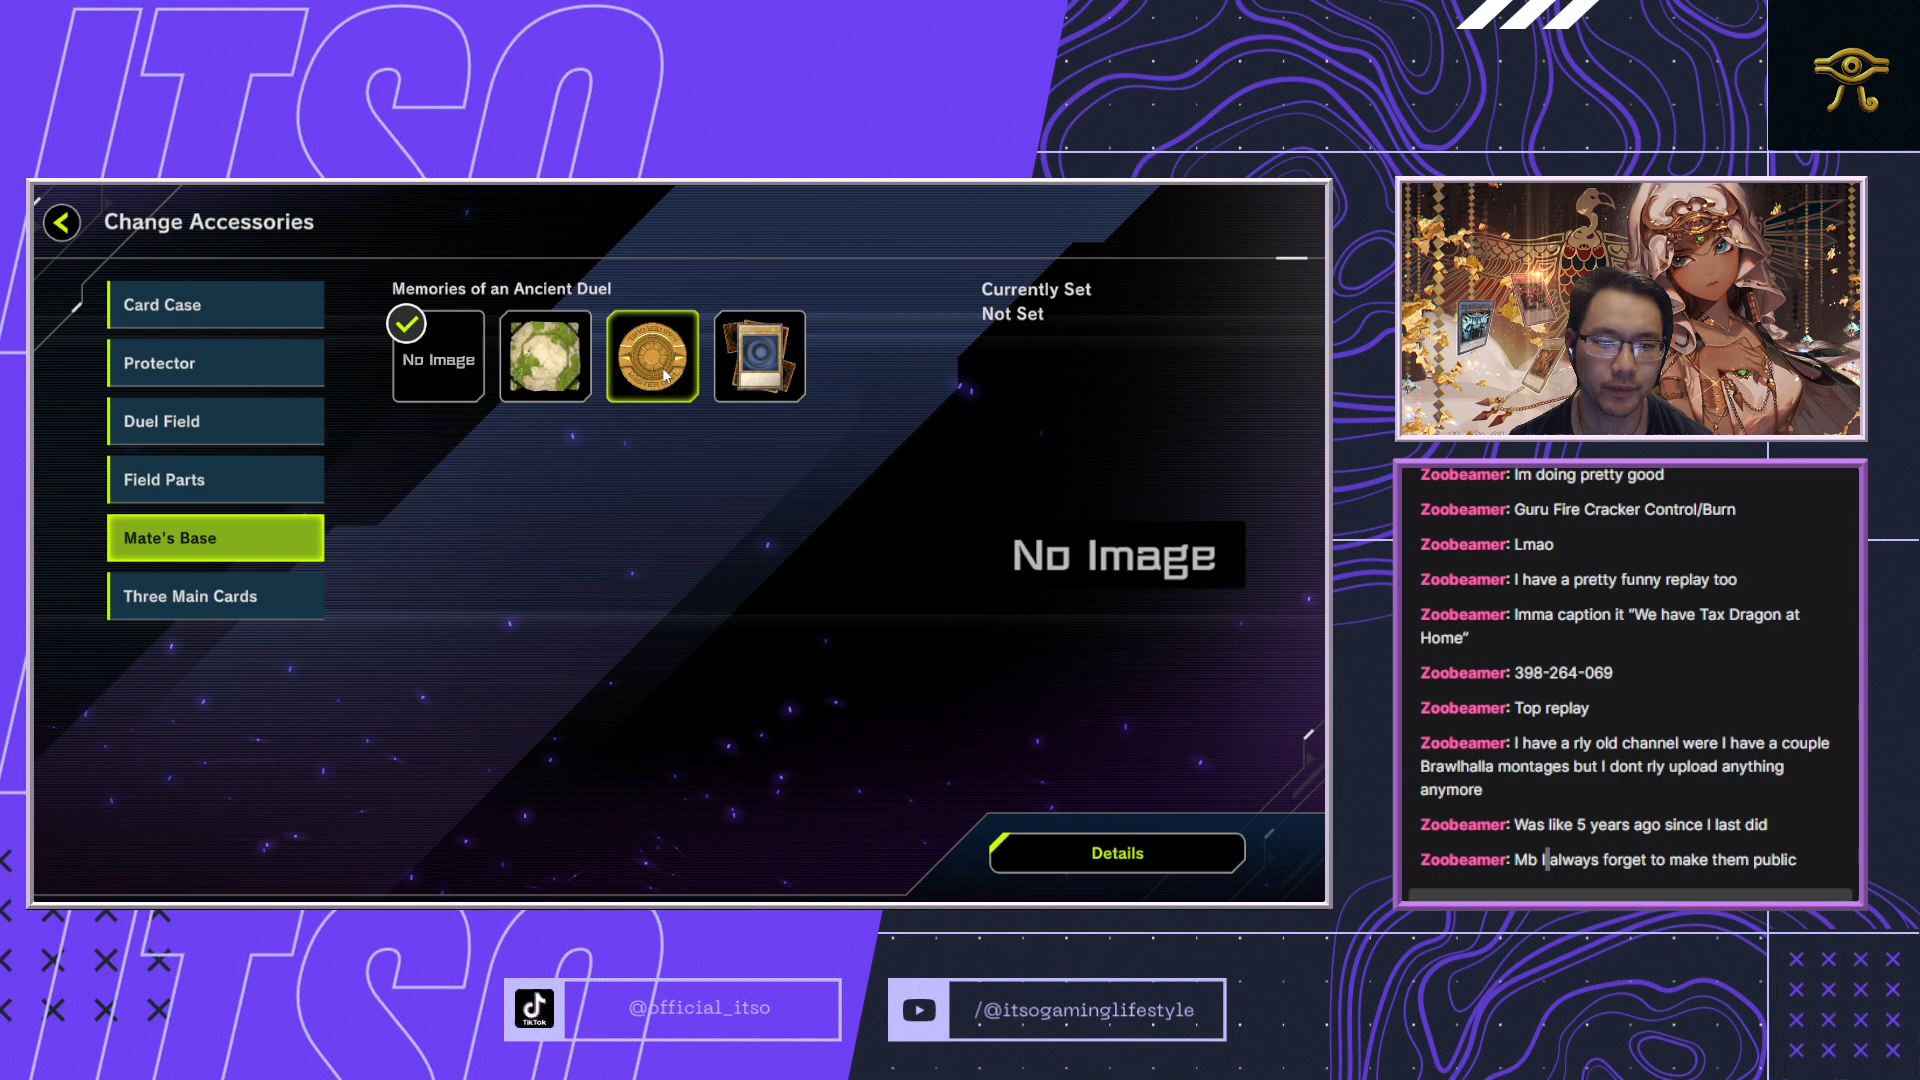 ITSO
Change Accessories
Card Case
Protector
Duel Field
Field Parts
Mate's Base
Three Main Cards
Memories of an Ancient Duel
No Image
MASTER DUEL
Currently Set
Not Set
No Image
Details
Zoobeamer: Im doing pretty good
Zoobeamer: Guru Fire Cracker Control/Burn
Zoobeamer: Lmao
Zoobeamer: I have a pretty funny replay too
Zoobeamer: Imma caption it “We have Tax Dragon at
Home”
Zoobeamer: 398-264-069
Zoobeamer: Top replay
Zoobeamer: I have a rly old channel were I have a couple
Brawlhalla montages but I dont rly upload anything
anymore
Zoobeamer: Was like 5 years ago since I last did
Zoobeamer: Mb I always forget to make them public
ITSO
TikTok
@official_itso
/@itsogaminglifestyle